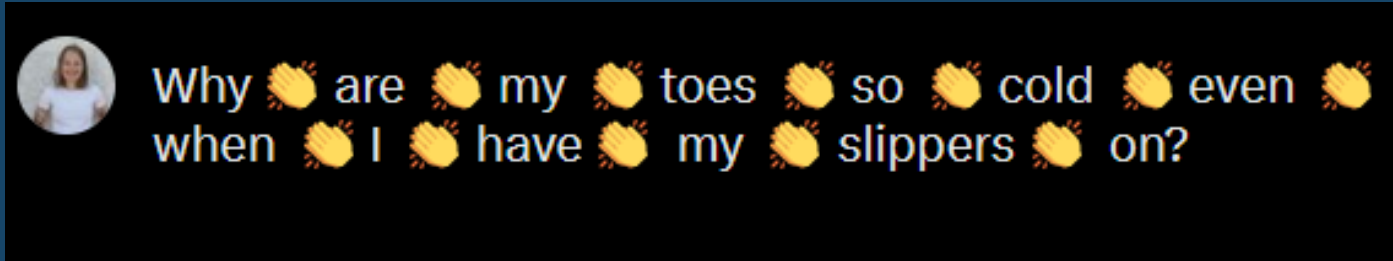 Why 👏 are 👏 my 👏 toes 👏 so 👏 cold 👏 even 👏
when 👏 I 👏 have 👏 my 👏 slippers 👏 on?